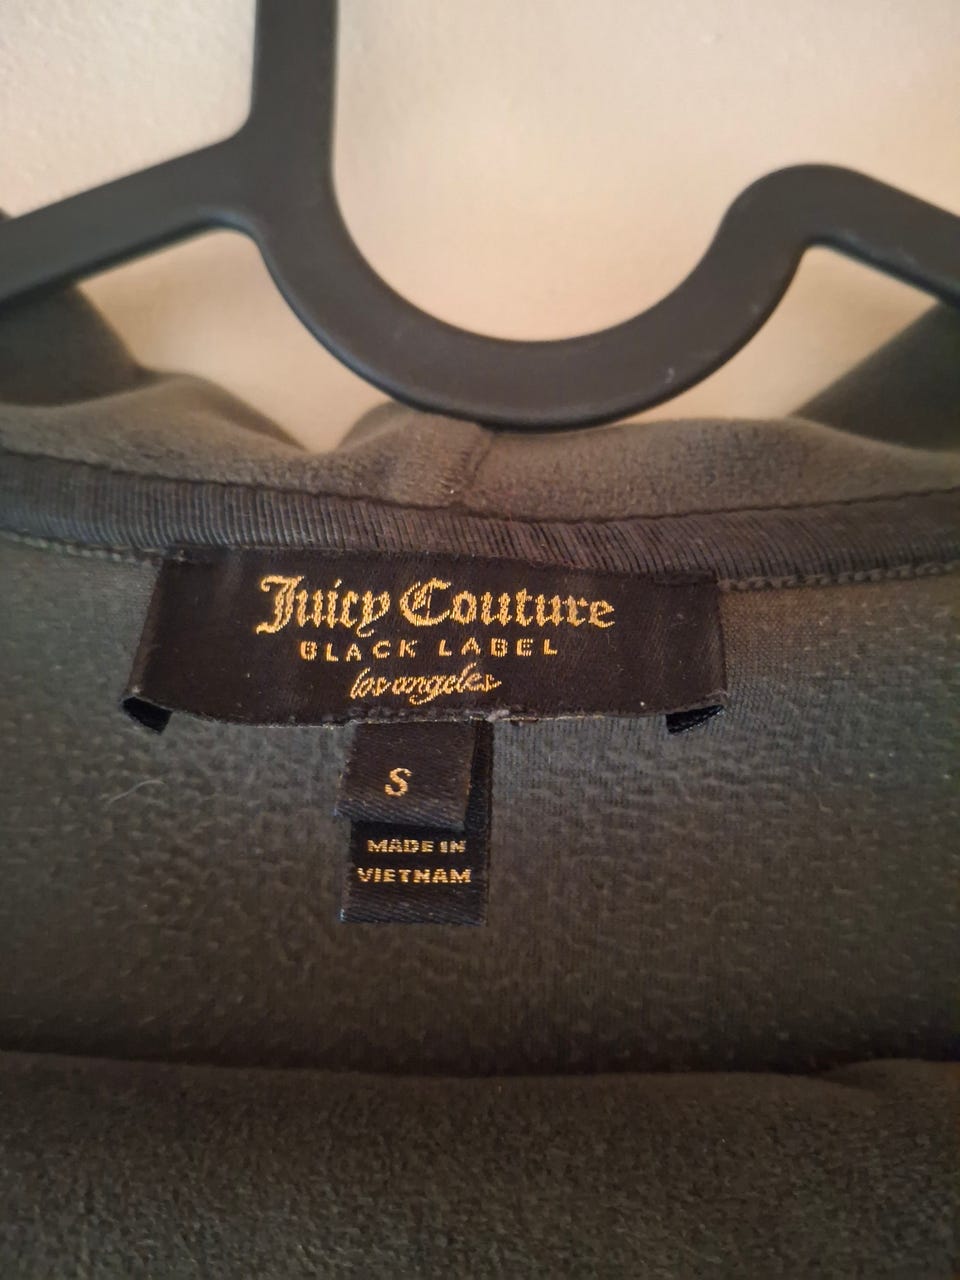 Juicy Couture
BLACK LABEL
los angeles
S
MADE IN
VIETNAM